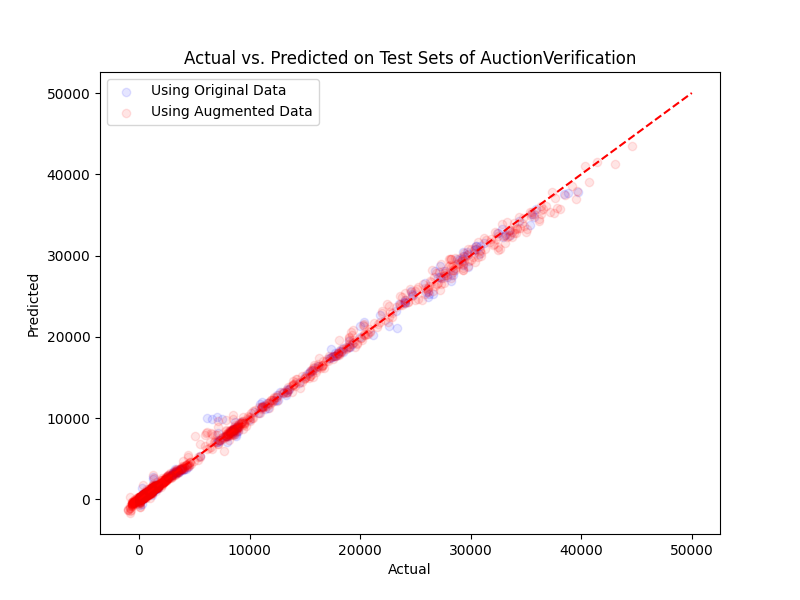 Actual vs. Predicted on Test Sets of AuctionVerification
Using Original Data
Using Augmented Data
50000
40000
30000
20000
10000
0
Predicted
0 10000 20000 30000 40000 50000
Actual